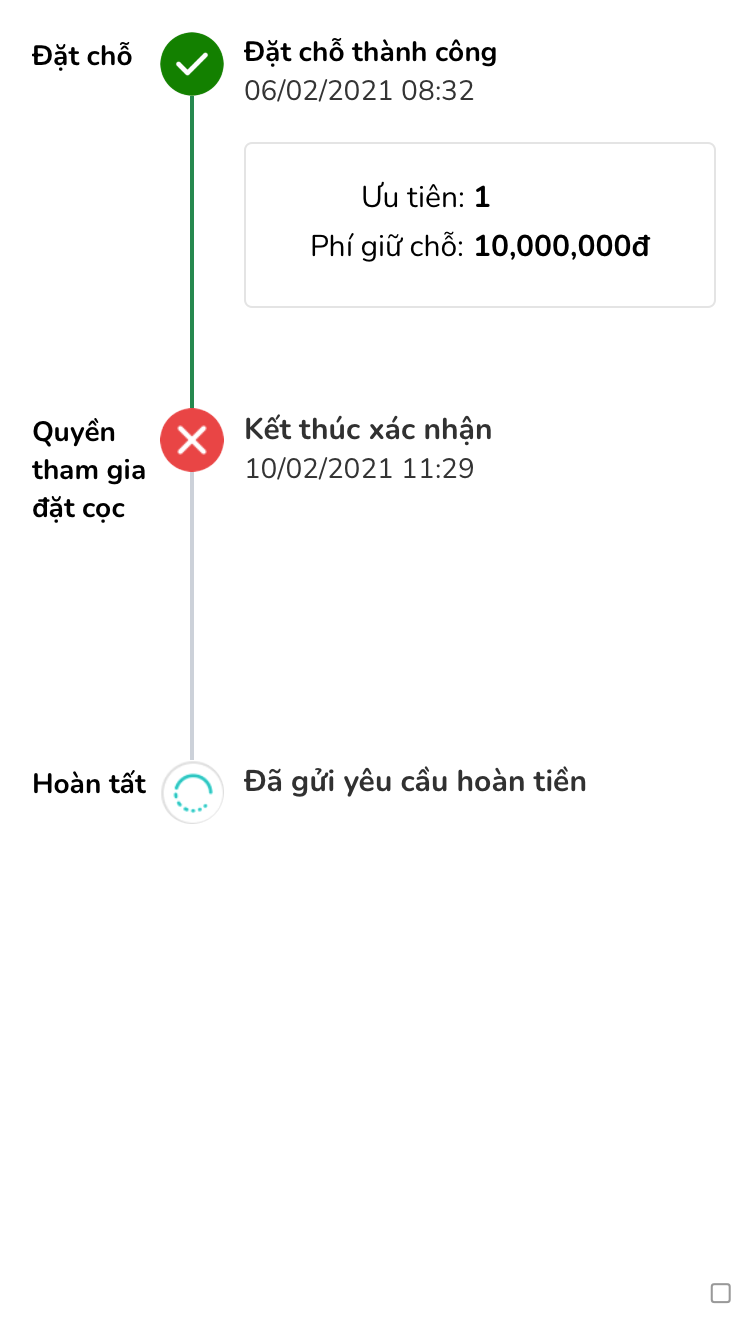 Đặt chỗ
Đặt chỗ thành công
06/02/2021 08:32
Ưu tiên: 1
Phí giữ chỗ: 10,000,000đ
Quyền
tham gia
đặt cọc
Kết thúc xác nhận
10/02/2021 11:29
Hoàn tất
Đã gửi yêu cầu hoàn tiền